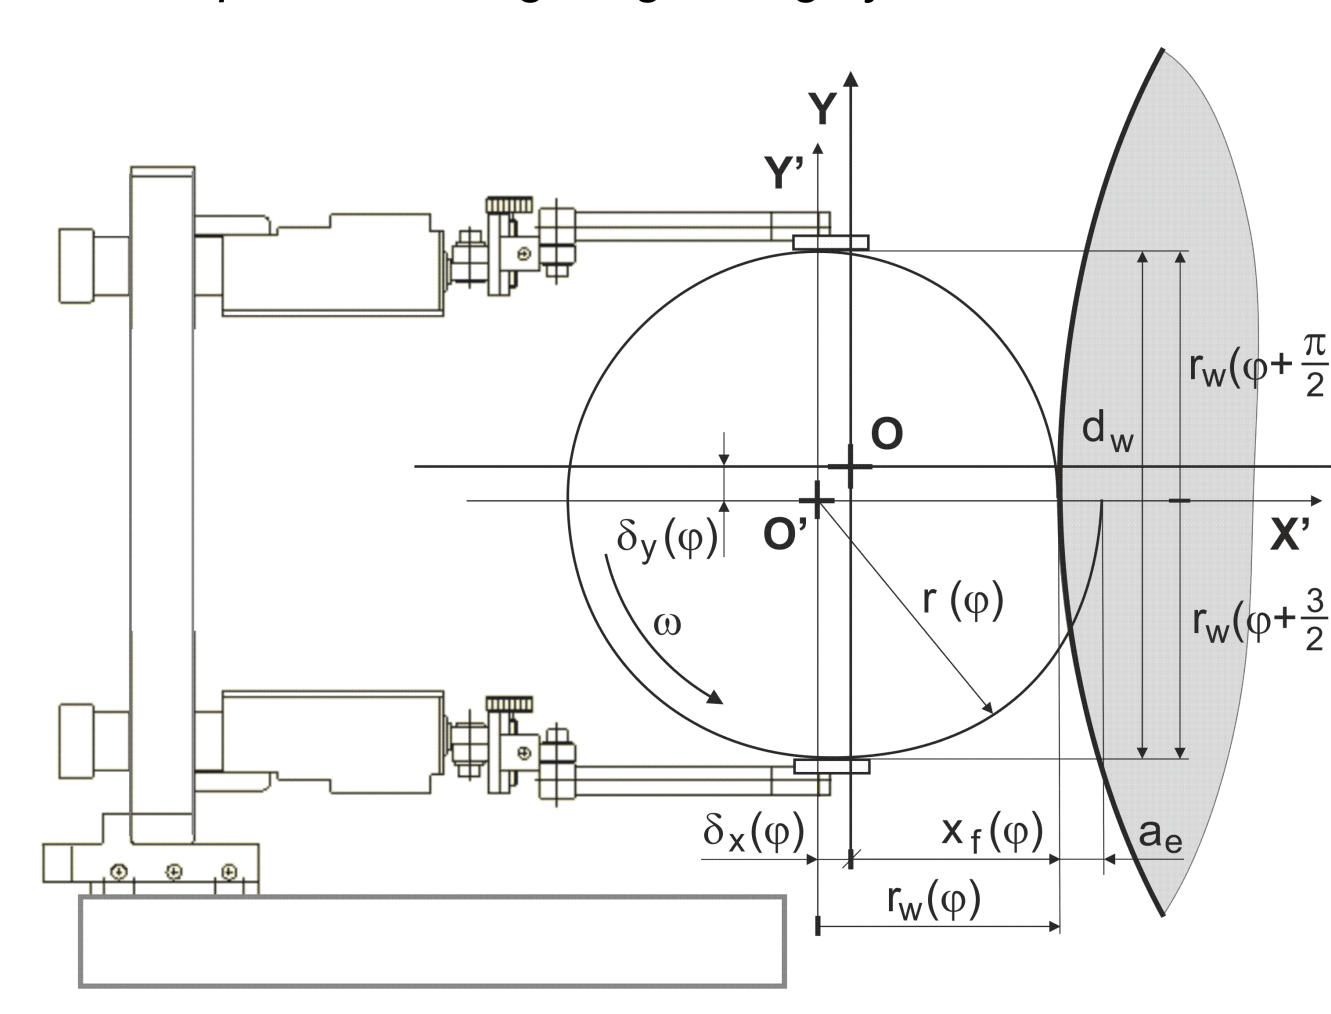 Y
Y’
r_w(φ+ π/2
d_w
O
O’
X’
δ_y(φ)
r (φ)
ω
r_w(φ+ 3/2
δ_x(φ)
x_f(φ)
a_e
r_w(φ)